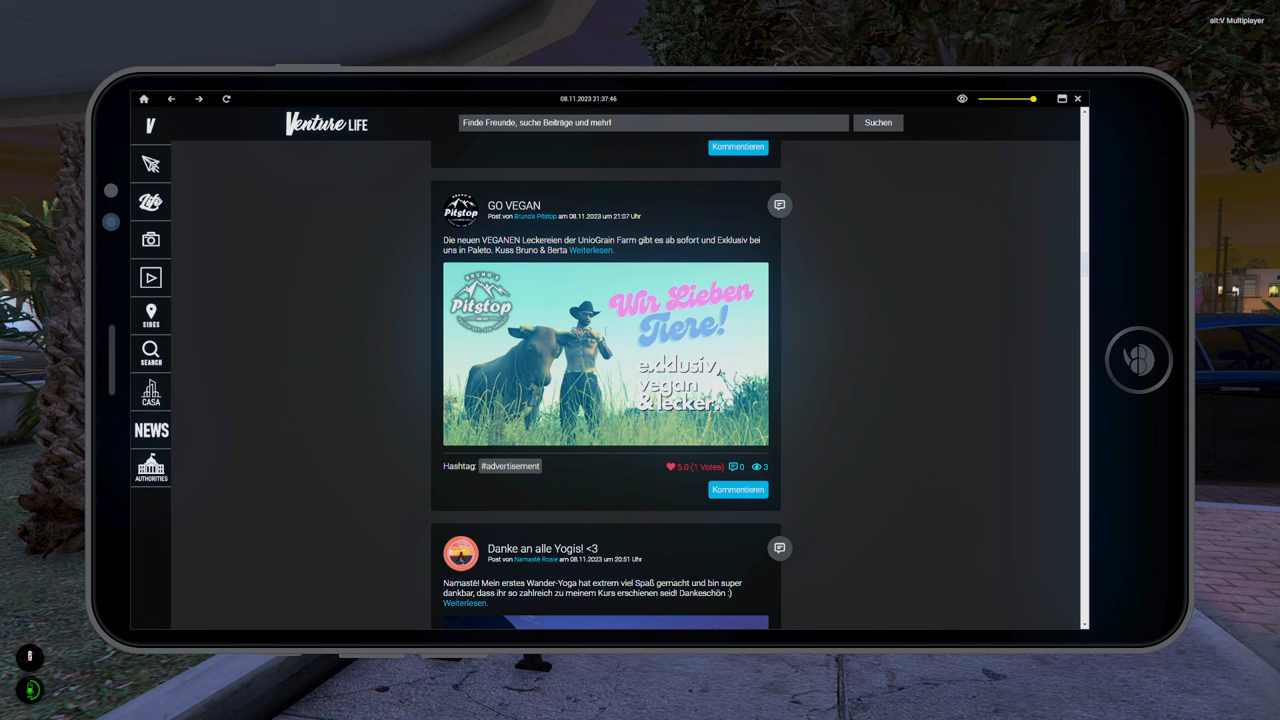 alt:V Multiplayer
08.11.2023 21:37:46
V
Venture LIFE
Finde Freunde, suche Beiträge und mehr!
Suchen
Kommentieren
Life
SIDES
SEARCH
CASA
NEWS
AUTHORITIES
BRUNO'S
Pitstop
GO VEGAN
Post von Bruno's Pitstop am 08.11.2023 um 21:07 Uhr
Die neuen VEGANEN Leckereien der UnioGrain Farm gibt es ab sofort und Exklusiv bei
uns in Paleto. Kuss Bruno & Berta Weiterlesen.
BRUNO'S
Pitstop
Wir Lieben
Tiere!
exklusiv,
vegan
& lecker.
Hashtag: #advertisement
5.0 (1 Votes) 0 3
Kommentieren
Danke an alle Yogis! <3
Post von Namasté Rosie am 08.11.2023 um 20:51 Uhr
Namasté! Mein erstes Wander-Yoga hat extrem viel Spaß gemacht und bin super
dankbar, dass ihr so zahlreich zu meinem Kurs erschienen seid! Dankeschön :)
Weiterlesen.